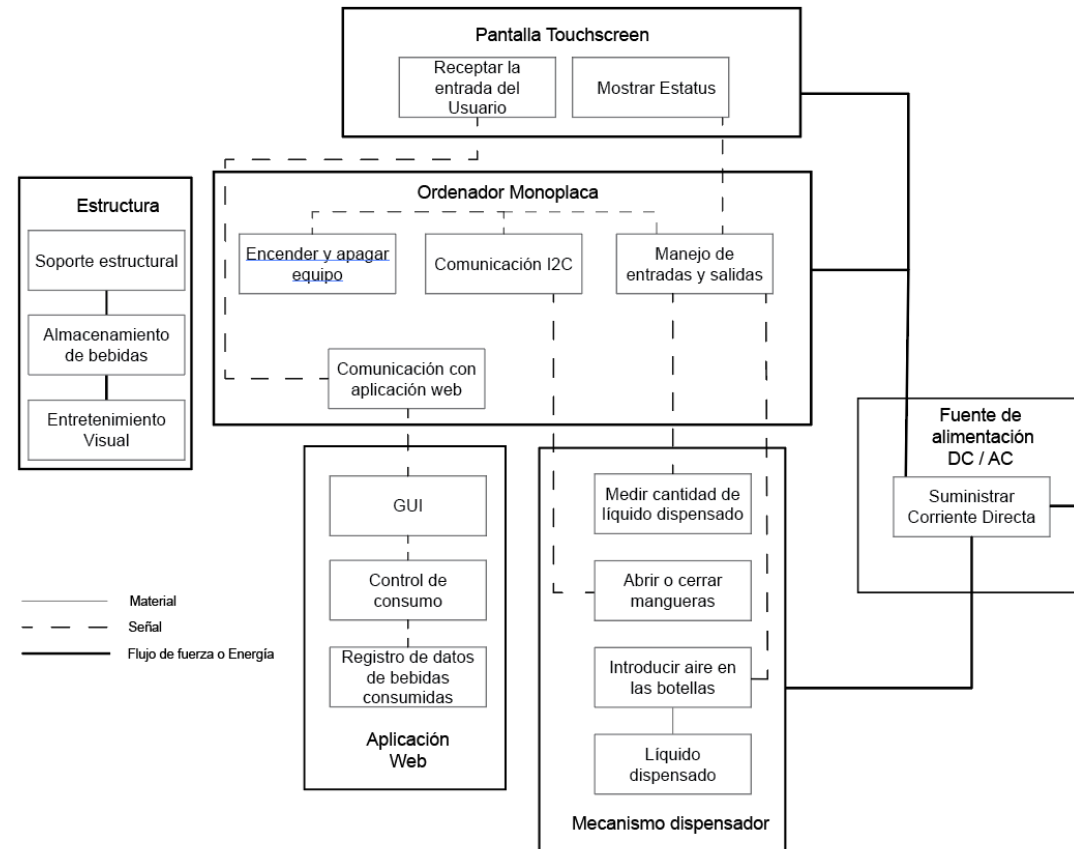 Pantalla Touchscreen
Receptar la
entrada del
Usuario
Mostrar Estatus
Estructura
Soporte estructural
Almacenamiento
de bebidas
Entretenimiento
Visual
Ordenador Monoplaca
Encender y apagar
equipo
Comunicación I2C
Manejo de
entradas y salidas
Comunicación con
aplicación web
Fuente de
alimentación
DC / AC
Suministrar
Corriente Directa
GUI
Control de
consumo
Registro de datos
de bebidas
consumidas
Aplicación
Web
Medir cantidad de
líquido dispensado
Abrir o cerrar
mangueras
Introducir aire en
las botellas
Líquido
dispensado
Mecanismo dispensador
Material
Señal
Flujo de fuerza o Energía